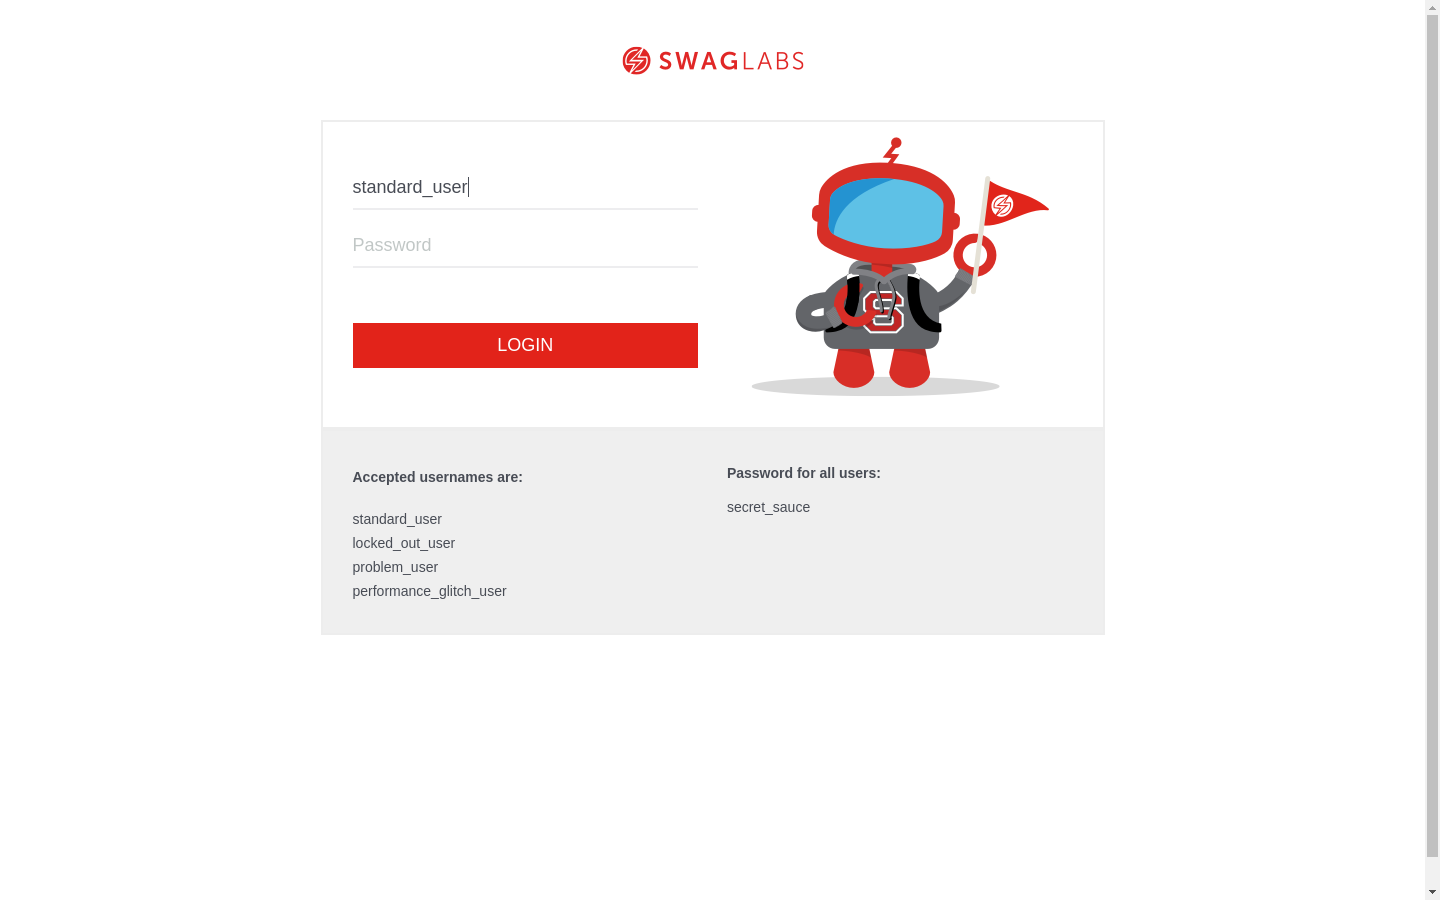 SWAGLABS
standard_user
Password
LOGIN
S
Accepted usernames are:
standard_user
locked_out_user
problem_user
performance_glitch_user
Password for all users:
secret_sauce